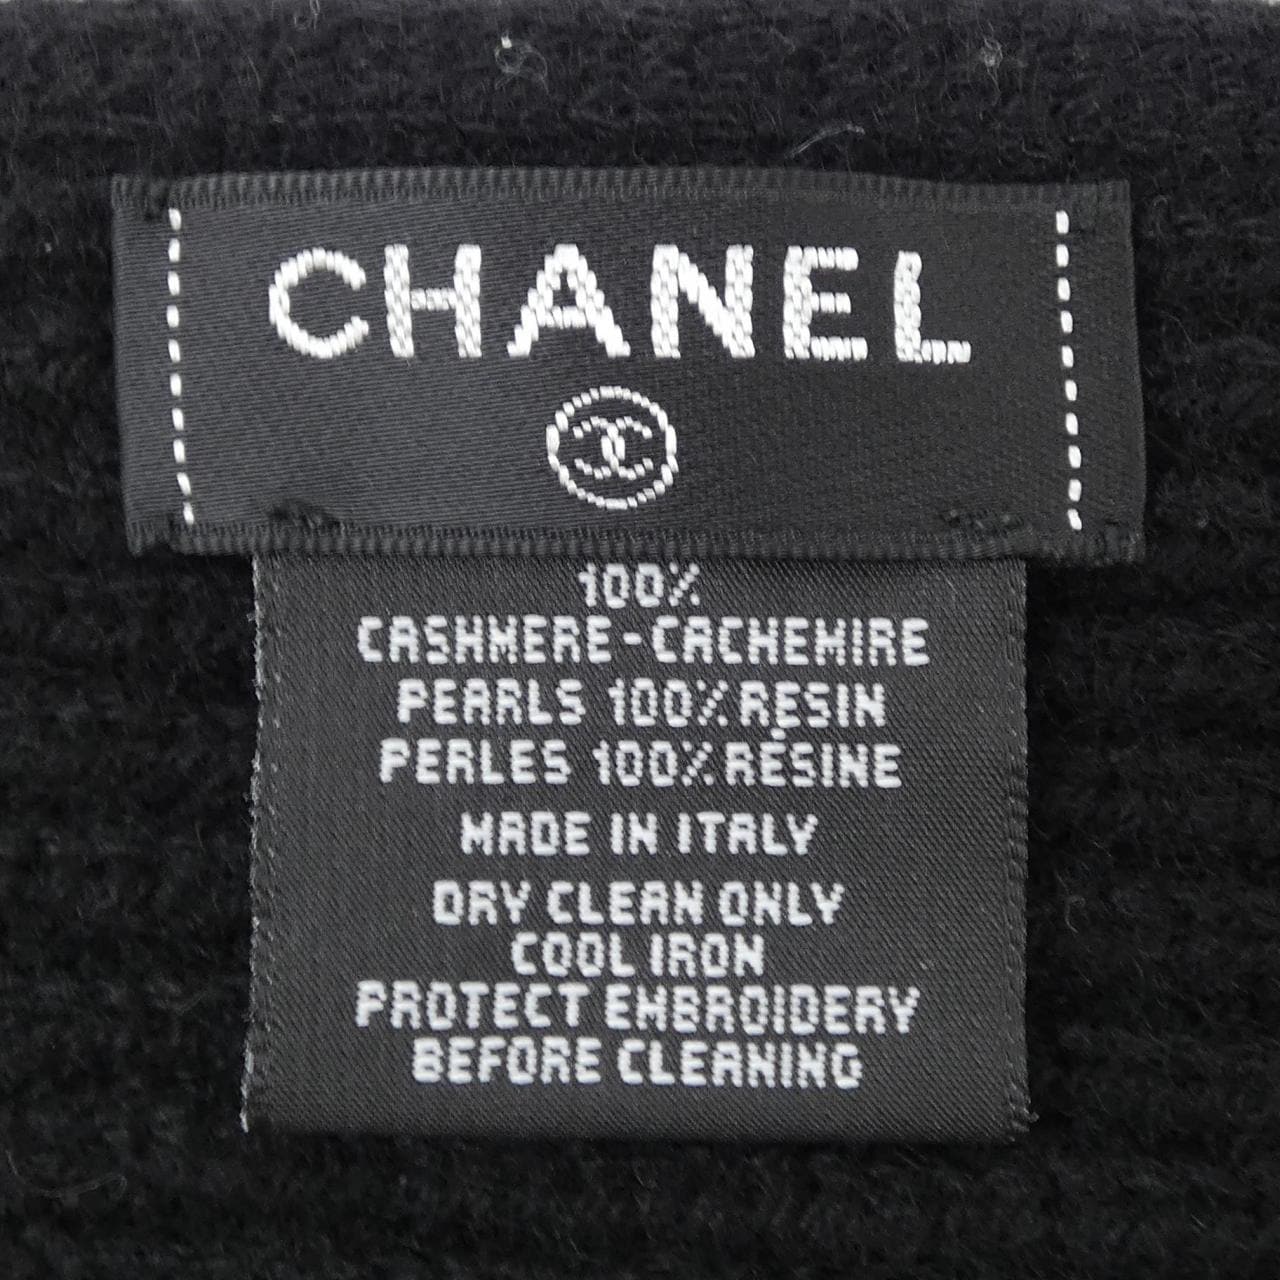 CHANEL
100%
CASHMERE-CACHEMIRE
PEARLS 100% RESIN
PERLES 100% RÉSINE
MADE IN ITALY
DRY CLEAN ONLY
COOL IRON
PROTECT EMBROIDERY
BEFORE CLEANING